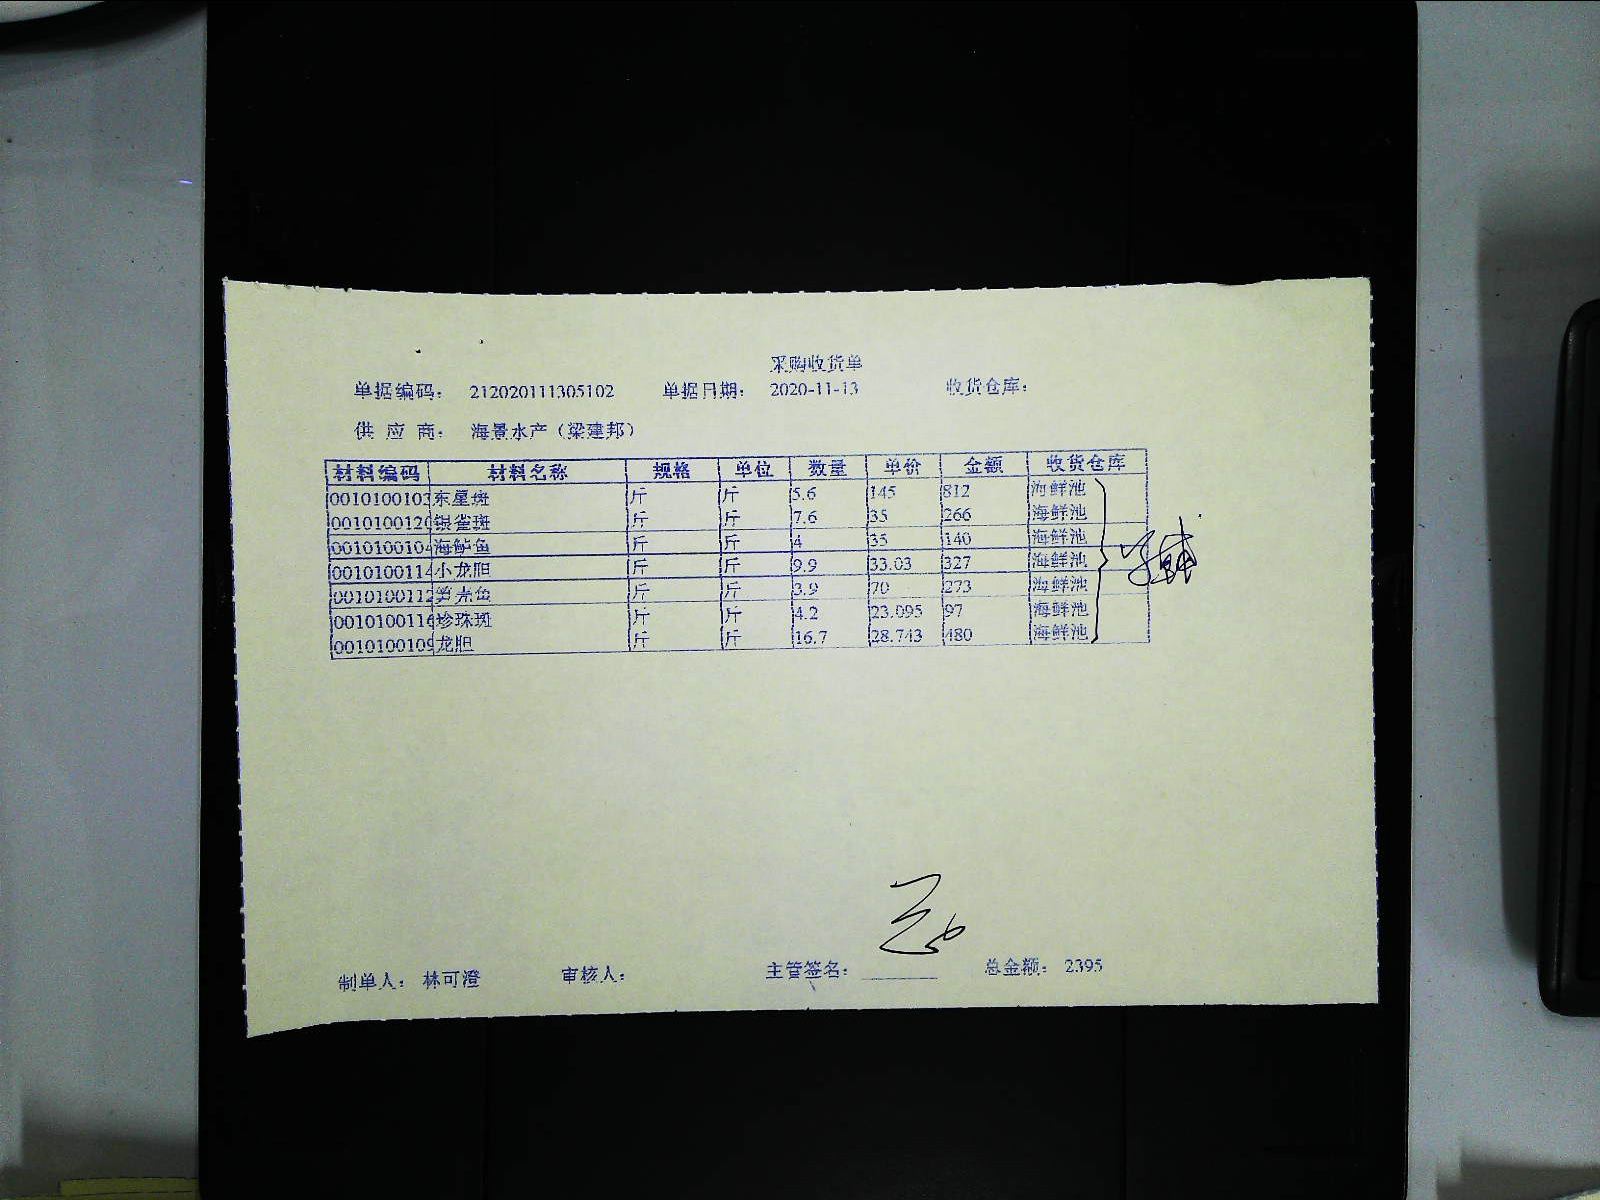 采购收货单
单据编码： 212020111305102 单据日期： 2020-11-13 收货仓库：
供 应 商： 海景水产（梁建邦）
材料编码 材料名称 规格 单位 数量 单价 金额 收货仓库
0010100103 东星斑 斤 斤 5.6 145 812 海鲜池
001010012 银雀斑 斤 斤 7.6 35 266 海鲜池
001010010 海鲈鱼 斤 斤 4 35 140 海鲜池
001010011 小龙胆 斤 斤 9.9 33.03 327 海鲜池
0010100112 笋壳鱼 斤 斤 3.9 70 273 海鲜池
001010011 珍珠斑 斤 斤 4.2 23.095 97 海鲜池
001010010 龙胆 斤 斤 16.7 28.743 480 海鲜池
制单人： 林可澄 审核人： 主管签名： 总金额： 2395